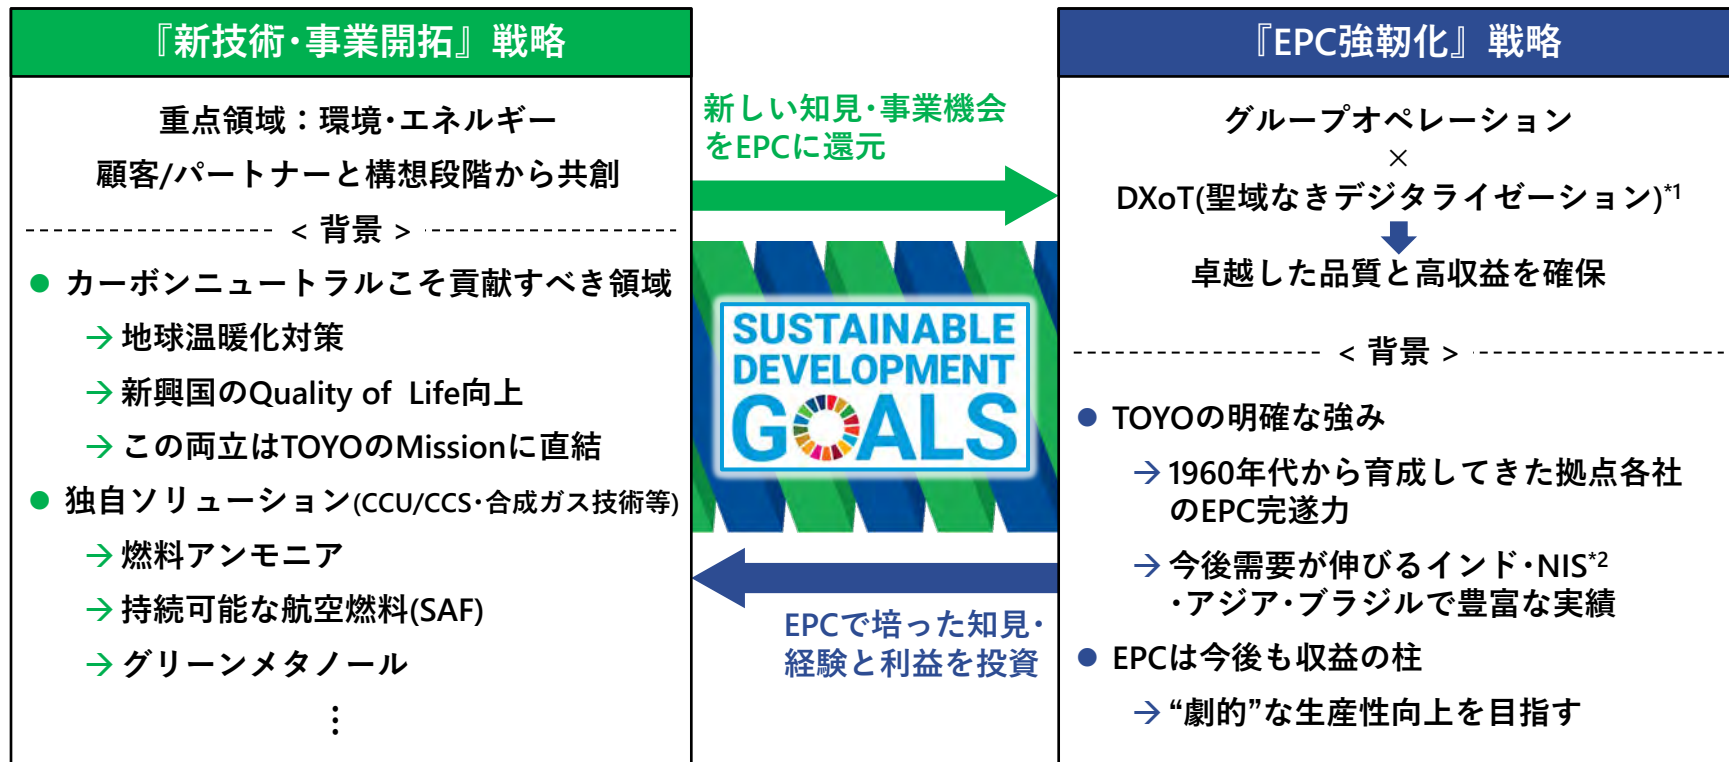 『新技術･事業開拓』戦略
重点領域：環境･エネルギー
顧客/パートナーと構想段階から共創
< 背景 >
● カーボンニュートラルこそ貢献すべき領域
→ 地球温暖化対策
→ 新興国のQuality of Life向上
→ この両立はTOYOのMissionに直結
● 独自ソリューション(CCU/CCS･合成ガス技術等)
→ 燃料アンモニア
→ 持続可能な航空燃料(SAF)
→ グリーンメタノール
⋮
新しい知見･事業機会
をEPCに還元
SUSTAINABLE
DEVELOPMENT
GOALS
EPCで培った知見･
経験と利益を投資
『EPC強靭化』戦略
グループオペレーション
×
DXoT(聖域なきデジタライゼーション)*1
卓越した品質と高収益を確保
< 背景 >
● TOYOの明確な強み
→ 1960年代から育成してきた拠点各社
のEPC完遂力
→ 今後需要が伸びるインド･NIS*2
･アジア･ブラジルで豊富な実績
● EPCは今後も収益の柱
→ “劇的”な生産性向上を目指す